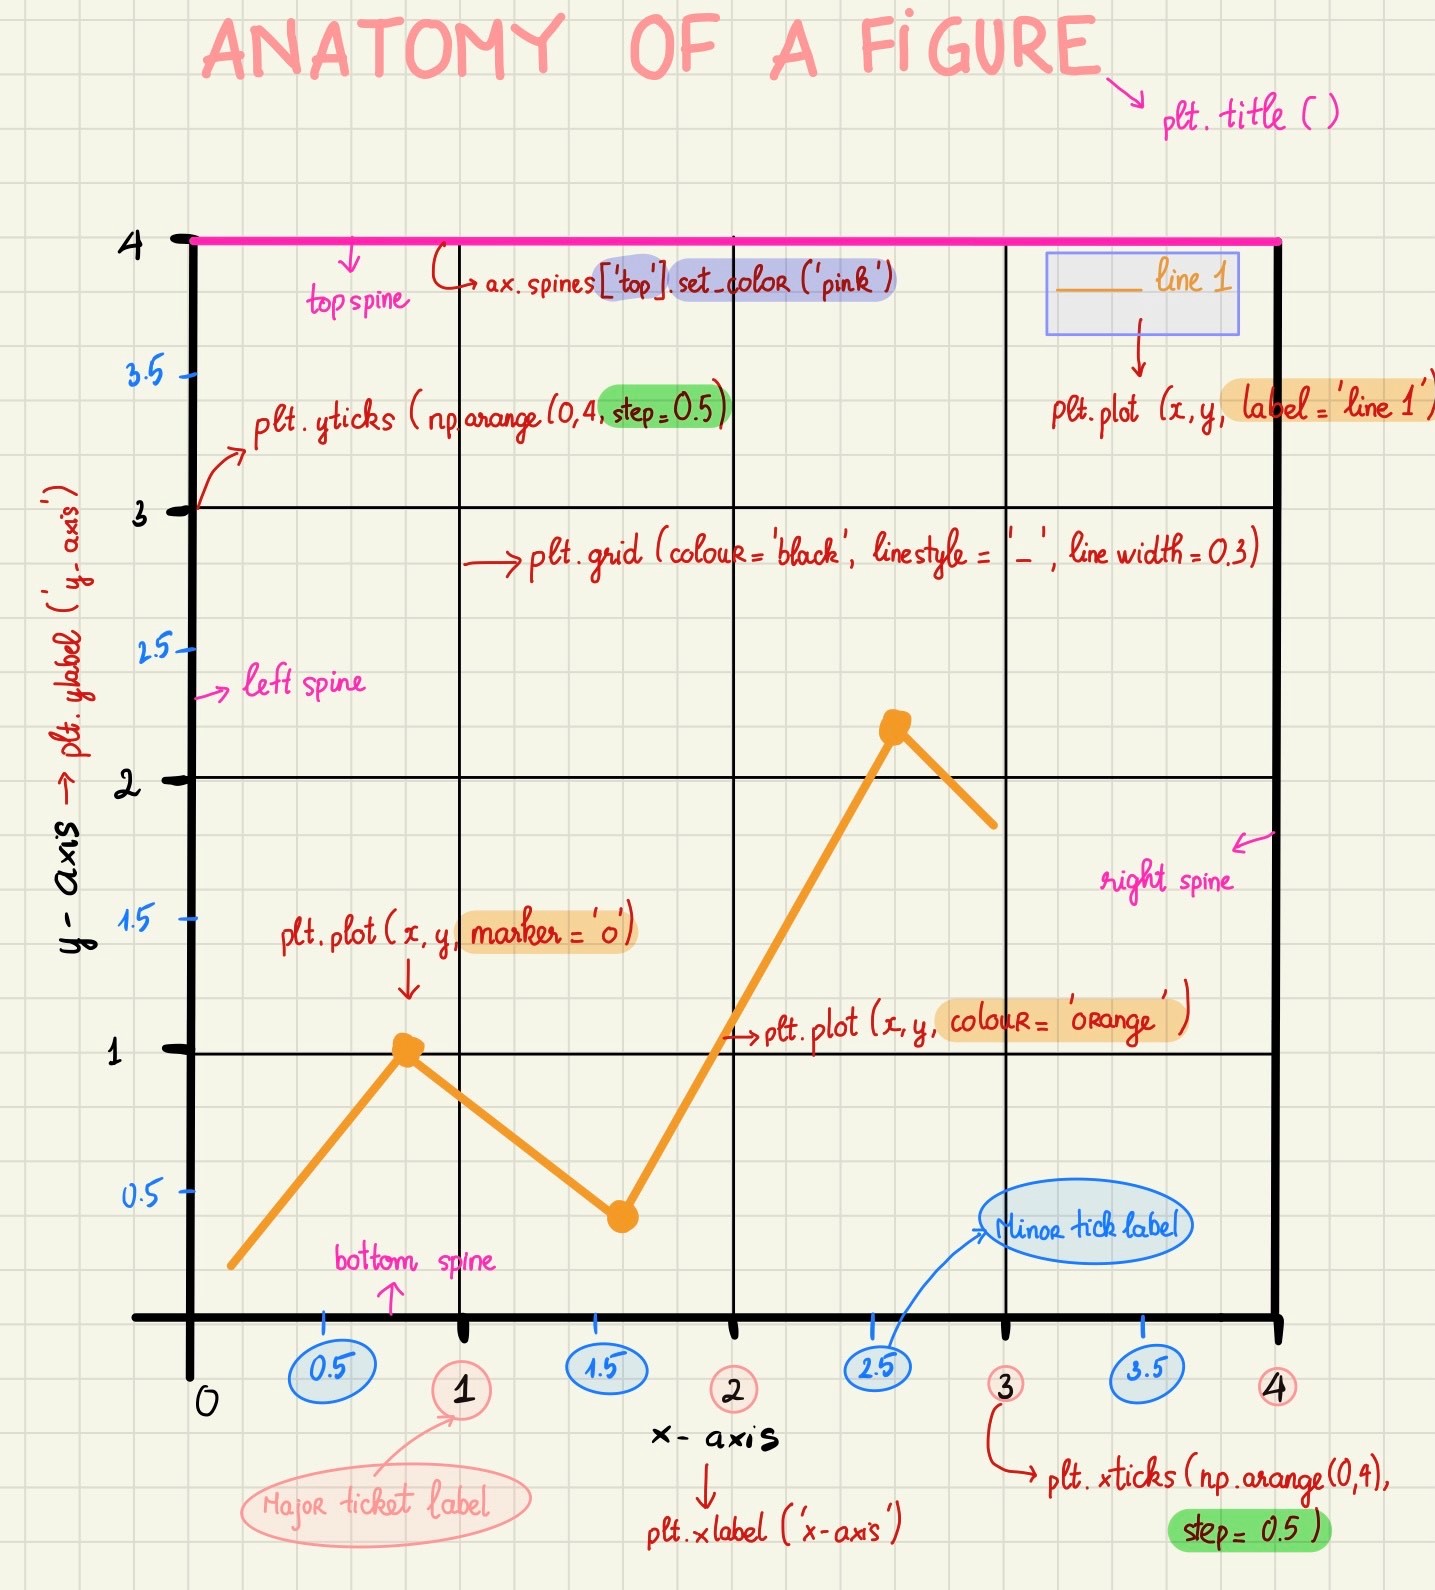 ANATOMY OF A FiGURE
plt. title ( )
4
top spine
ax. spines ['top']. set_color ('pink')
line 1
3.5
plt. yticks ( np. arange (0,4, step = 0.5)
plt. plot (x, y, label = 'line 1')
3
plt. grid (colour = 'black', line style = '_', line width = 0.3)
2.5
left spine
y - axis → plt. ylabel ('y - axis')
2
right spine
1.5
plt. plot ( x, y, marker = 'o')
plt. plot (x, y, colour = 'orange')
1
0.5
Minor tick label
bottom spine
0 0.5 1 1.5 2 2.5 3 3.5 4
x - axis
Major ticket label
plt. xlabel ('x-axis')
plt. xticks ( np. arange (0,4),
step = 0.5 )